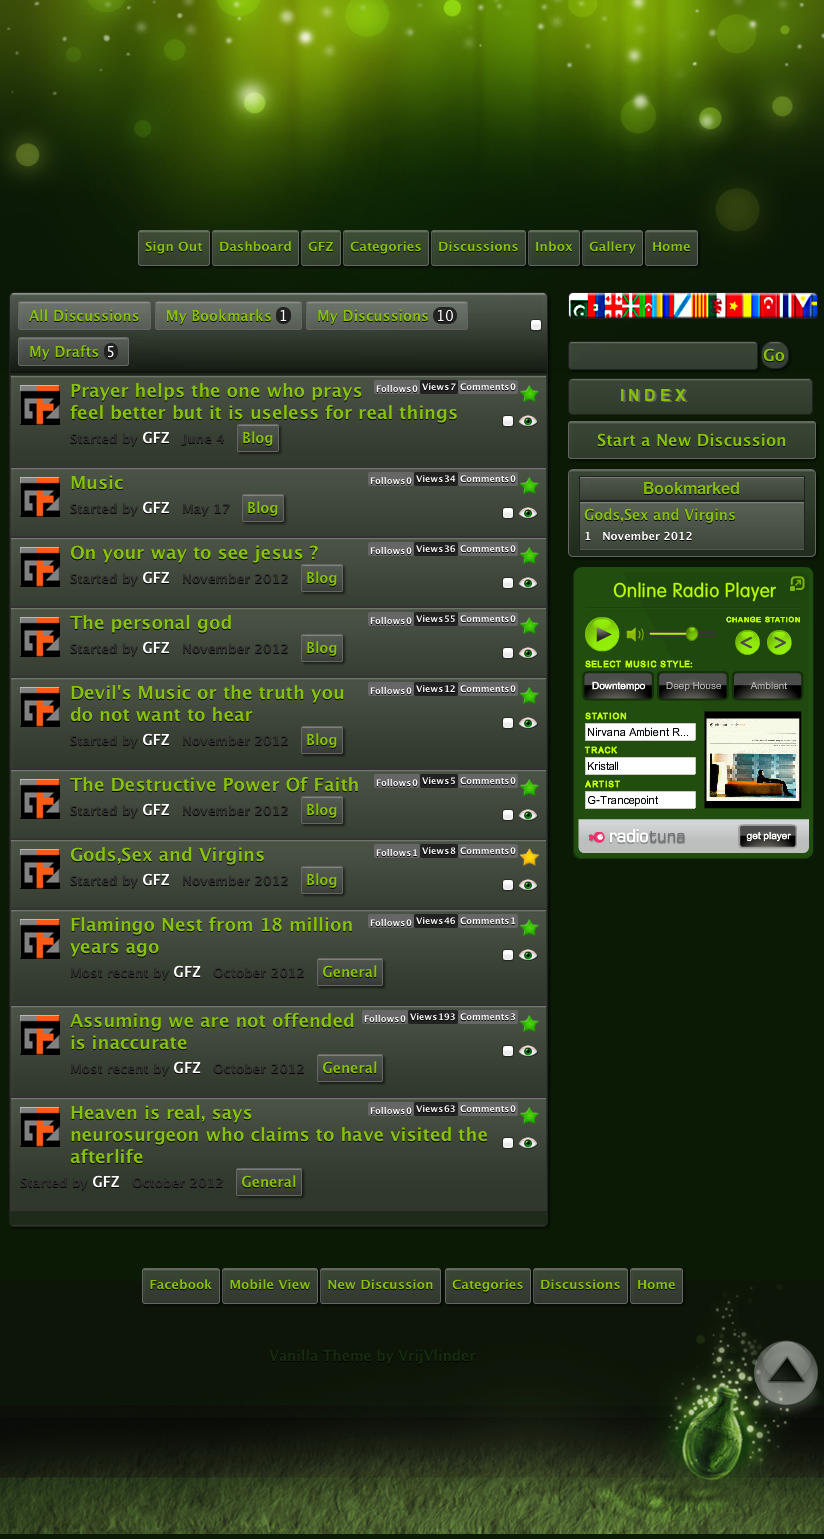 Sign Out Dashboard GFZ Categories Discussions Inbox Gallery Home
All Discussions My Bookmarks 1 My Discussions 10
My Drafts 5
Prayer helps the one who prays Follows0 Views7 Comments0
feel better but it is useless for real things
Started by GFZ June 4 Blog
Music Follows0 Views34 Comments0
Started by GFZ May 17 Blog
On your way to see jesus ? Follows0 Views36 Comments0
Started by GFZ November 2012 Blog
The personal god Follows0 Views55 Comments0
Started by GFZ November 2012 Blog
Devil's Music or the truth you Follows0 Views12 Comments0
do not want to hear
Started by GFZ November 2012 Blog
The Destructive Power Of Faith Follows0 Views5 Comments0
Started by GFZ November 2012 Blog
Gods,Sex and Virgins Follows1 Views8 Comments0
Started by GFZ November 2012 Blog
Flamingo Nest from 18 million Follows0 Views46 Comments1
years ago
Most recent by GFZ October 2012 General
Assuming we are not offended Follows0 Views193 Comments3
is inaccurate
Most recent by GFZ October 2012 General
Heaven is real, says Follows0 Views63 Comments0
neurosurgeon who claims to have visited the
afterlife
Started by GFZ October 2012 General
Go
INDEX
Start a New Discussion
Bookmarked
Gods,Sex and Virgins
1 November 2012
Online Radio Player
CHANGE STATION
SELECT MUSIC STYLE:
Downtempo Deep House Ambient
STATION
Nirvana Ambient R...
TRACK
Kristall
ARTIST
G-Trancepoint
radiotuna get player
Facebook Mobile View New Discussion Categories Discussions Home
Vanilla Theme by VrijVlinder